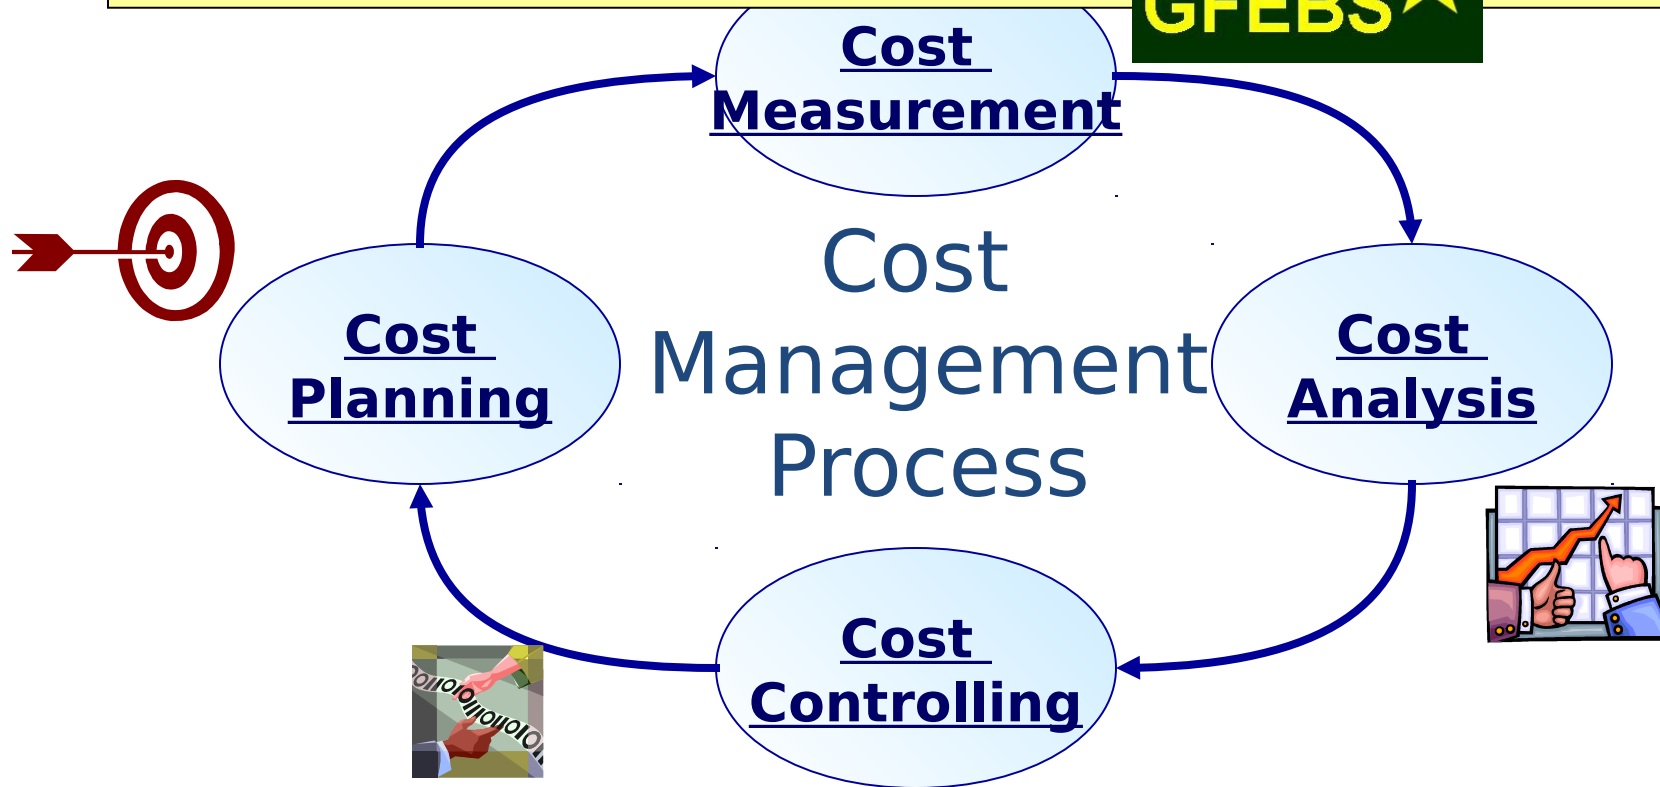 GFEBS
Cost
Measurement
Cost
Management
Process
Cost
Planning
Cost
Analysis
Cost
Controlling